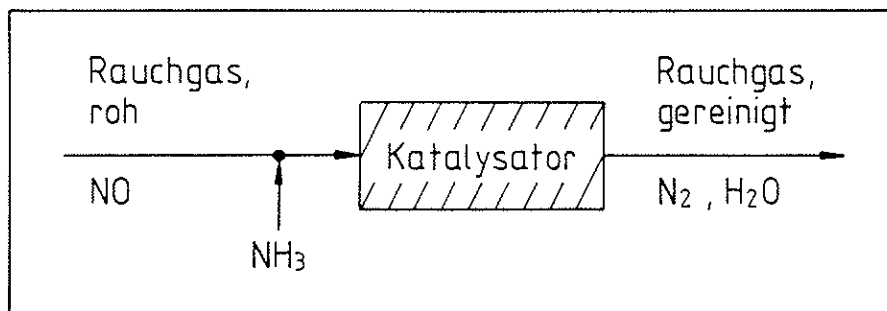 Rauchgas,
roh
NO
NH₃
Katalysator
Rauchgas,
gereinigt
N₂ , H₂O